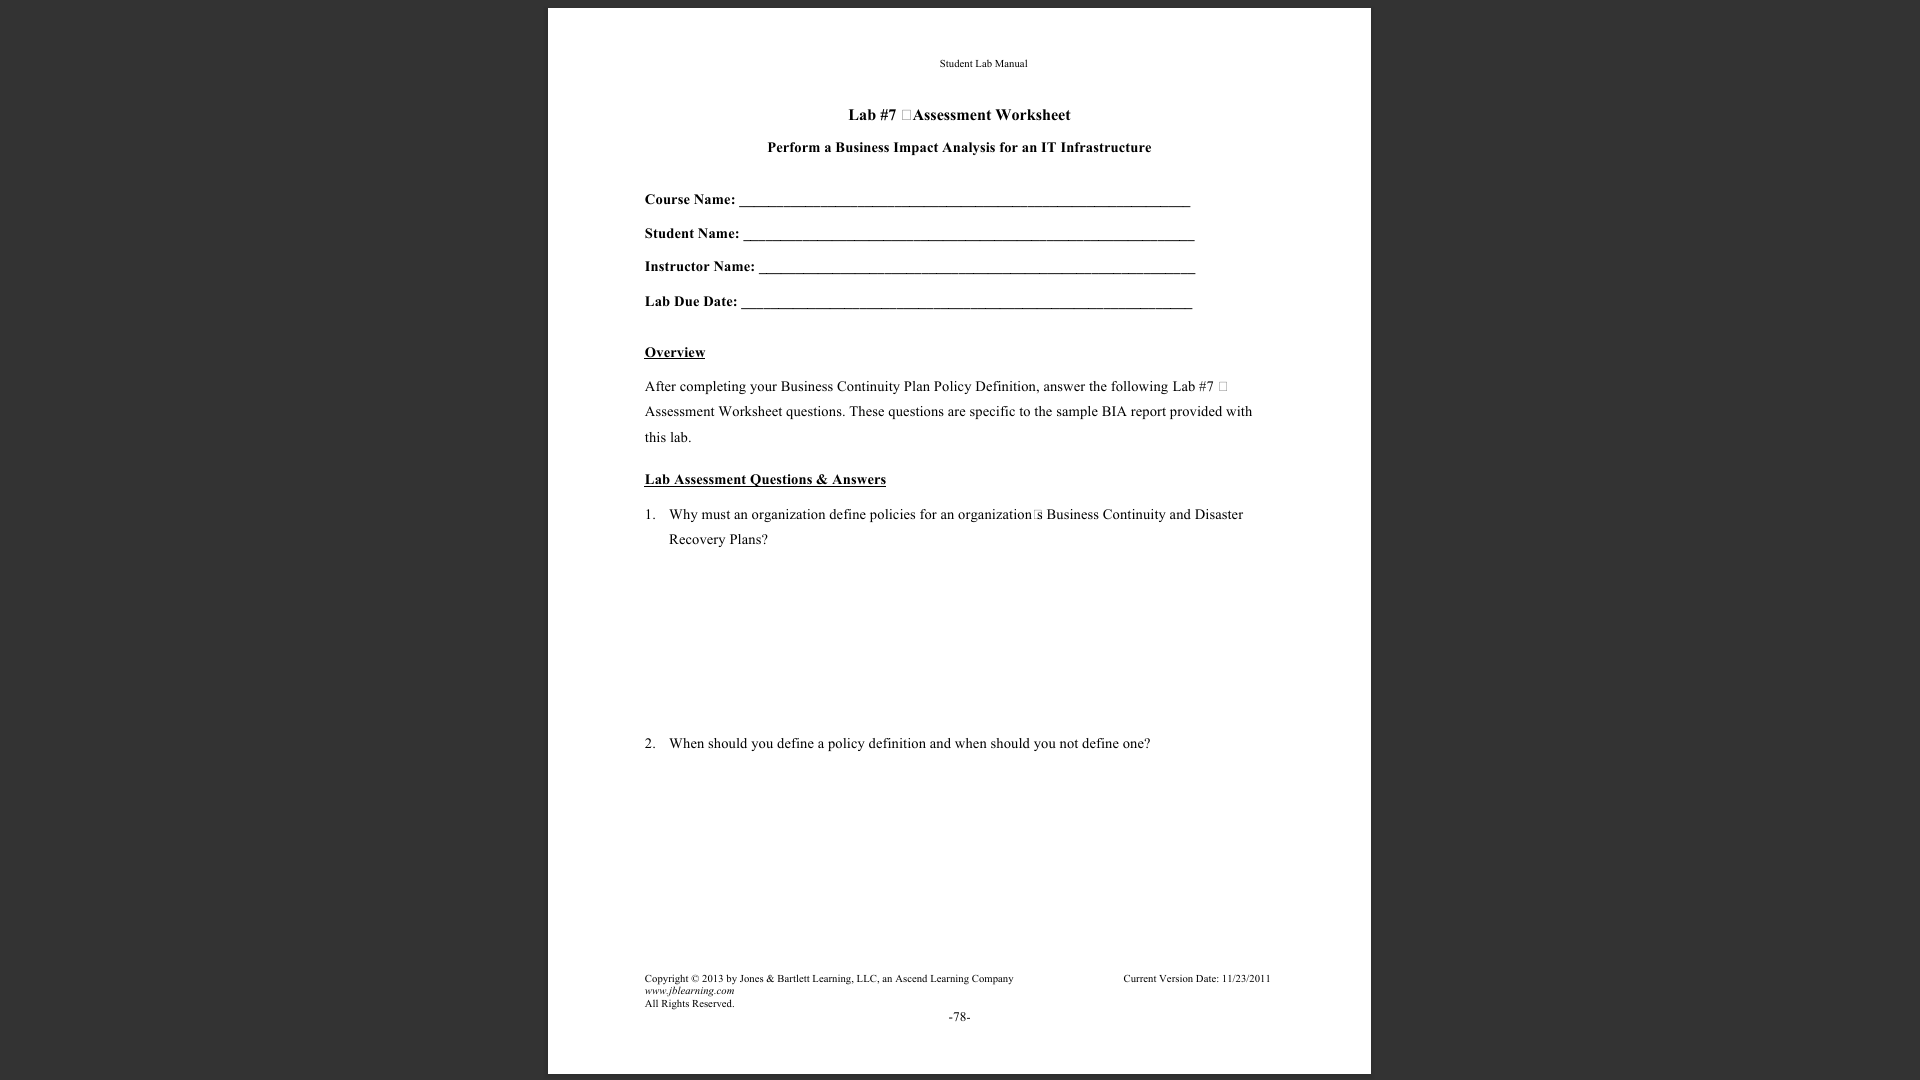 Student Lab Manual
Lab #7 □Assessment Worksheet
Perform a Business Impact Analysis for an IT Infrastructure
Course Name: _____________________________________________________________
Student Name: _____________________________________________________________
Instructor Name: ___________________________________________________________
Lab Due Date: _____________________________________________________________
Overview
After completing your Business Continuity Plan Policy Definition, answer the following Lab #7 □
Assessment Worksheet questions. These questions are specific to the sample BIA report provided with
this lab.
Lab Assessment Questions & Answers
1. Why must an organization define policies for an organization□s Business Continuity and Disaster
Recovery Plans?
2. When should you define a policy definition and when should you not define one?
Copyright © 2013 by Jones & Bartlett Learning, LLC, an Ascend Learning Company Current Version Date: 11/23/2011
www.jblearning.com
All Rights Reserved.
-78-